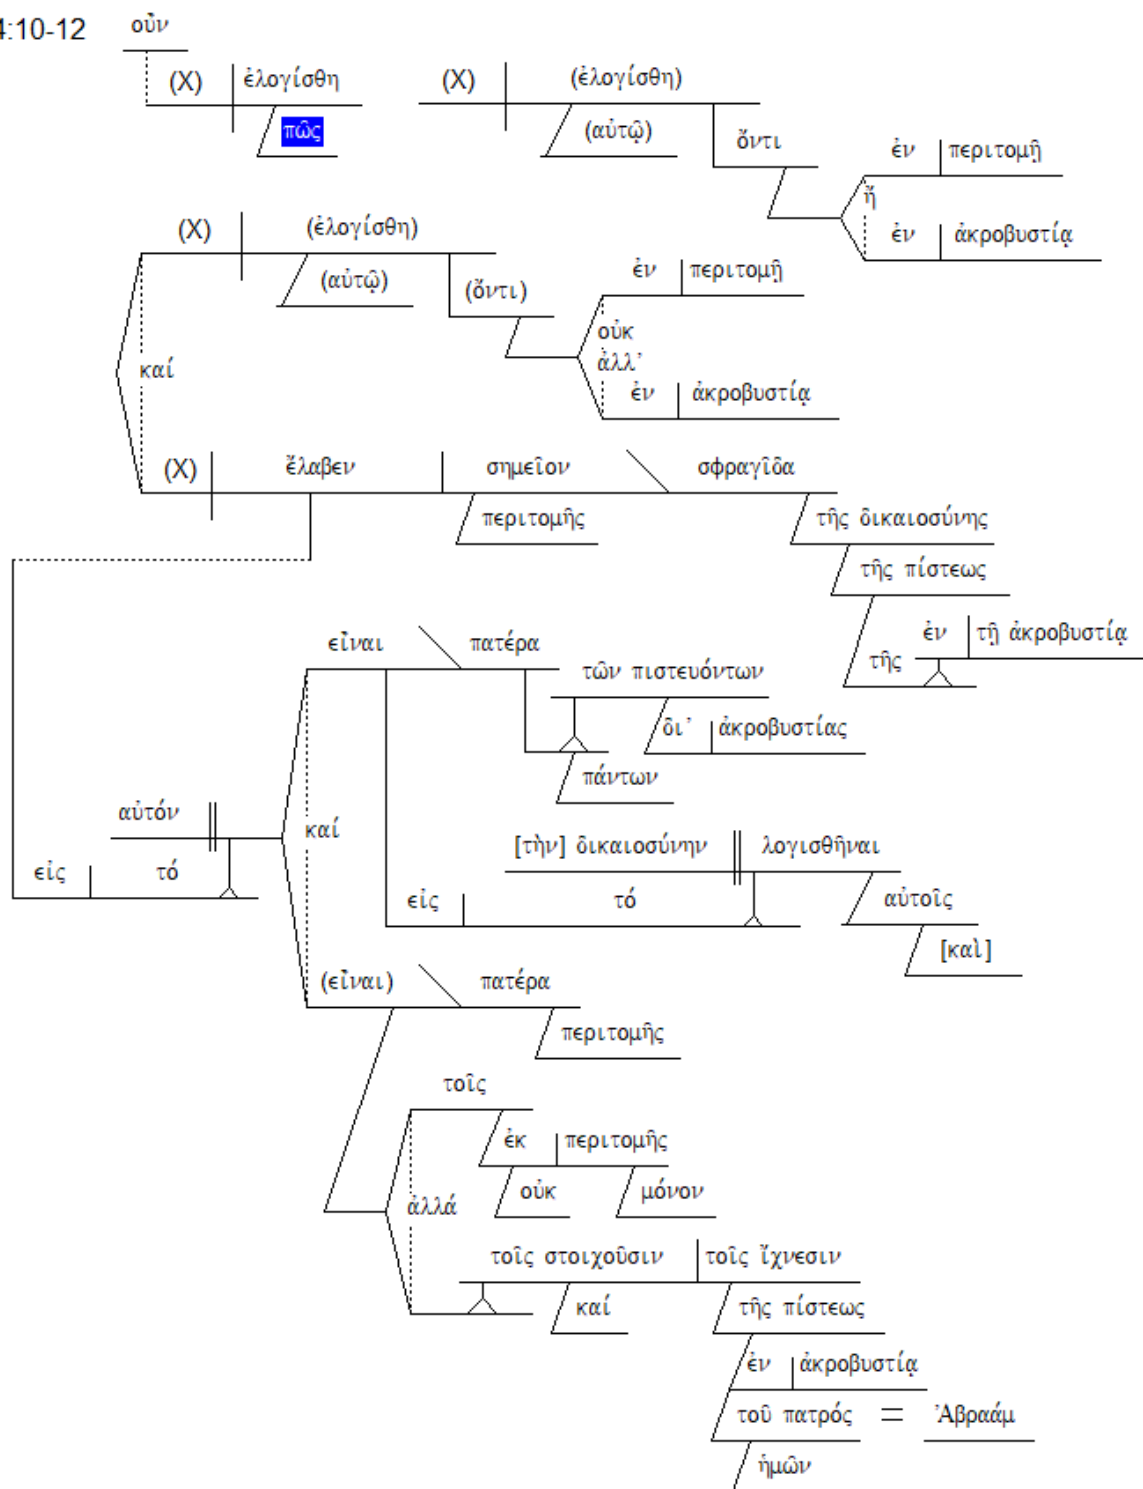 4:10-12 οὖν
(X) ἐλογίσθη (X) (ἐλογίσθη)
πῶς (αὐτῷ) ὄντι ἐν περιτομῇ
ἤ
(X) (ἐλογίσθη) ἐν ἀκροβυστίᾳ
(αὐτῷ) (ὄντι) ἐν περιτομῇ
οὐκ
καί ἀλλ’
ἐν ἀκροβυστίᾳ
(X) ἔλαβεν σημεῖον σφραγῖδα
περιτομῆς τῆς δικαιοσύνης
τῆς πίστεως
εἶναι πατέρα ἐν τῇ ἀκροβυστίᾳ
τῶν πιστευόντων τῆς
δι’ ἀκροβυστίας
πάντων
αὐτόν καί
[τὴν] δικαιοσύνην λογισθῆναι
εἰς τό εἰς τό αὐτοῖς
[καὶ]
(εἶναι) πατέρα
περιτομῆς
τοῖς
ἐκ περιτομῆς
οὐκ μόνον
ἀλλά
τοῖς στοιχοῦσιν τοῖς ἴχνεσιν
καί τῆς πίστεως
ἐν ἀκροβυστίᾳ
τοῦ πατρός = Ἀβραάμ
ἡμῶν